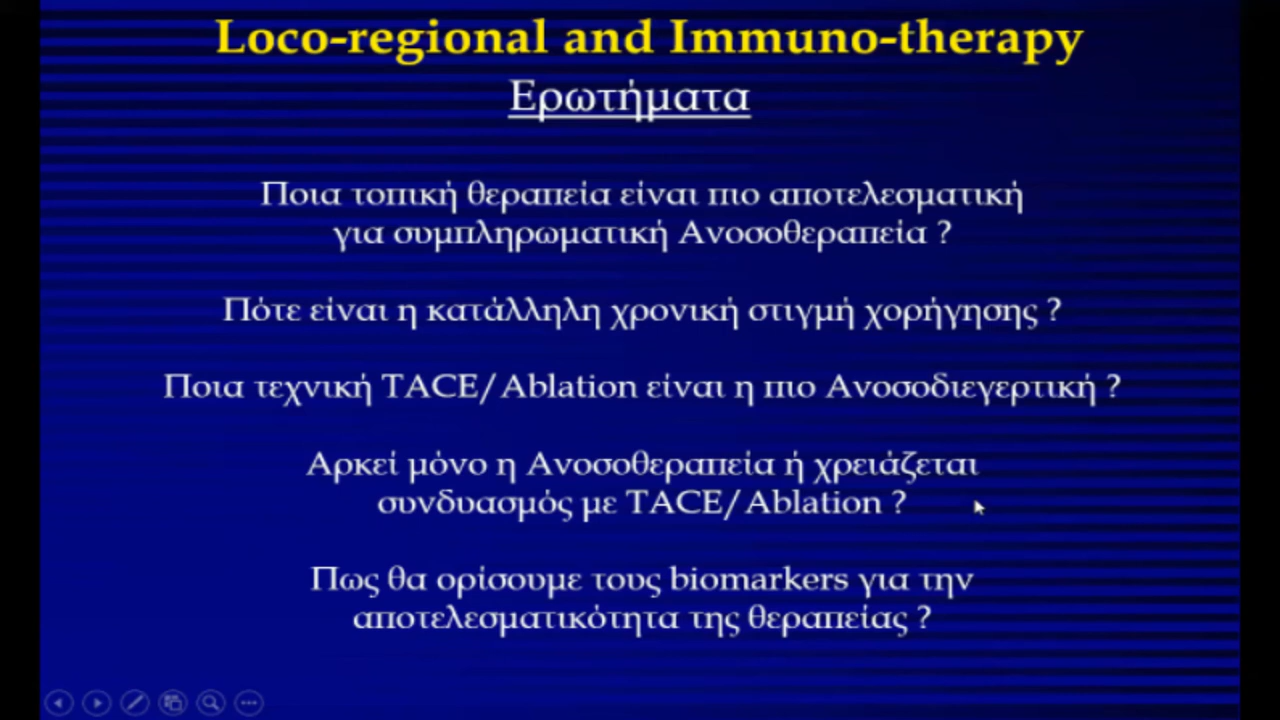 Loco-regional and Immuno-therapy
Ερωτήματα
Ποια τοπική θεραπεία είναι πιο αποτελεσματική
για συμπληρωματική Ανοσοθεραπεία ?
Πότε είναι η κατάλληλη χρονική στιγμή χορήγησης ?
Ποια τεχνική TACE/Ablation είναι η πιο Ανοσοδιεγερτική ?
Αρκεί μόνο η Ανοσοθεραπεία ή χρειάζεται
συνδυασμός με TACE/Ablation ?
Πως θα ορίσουμε τους biomarkers για την
αποτελεσματικότητα της θεραπείας ?